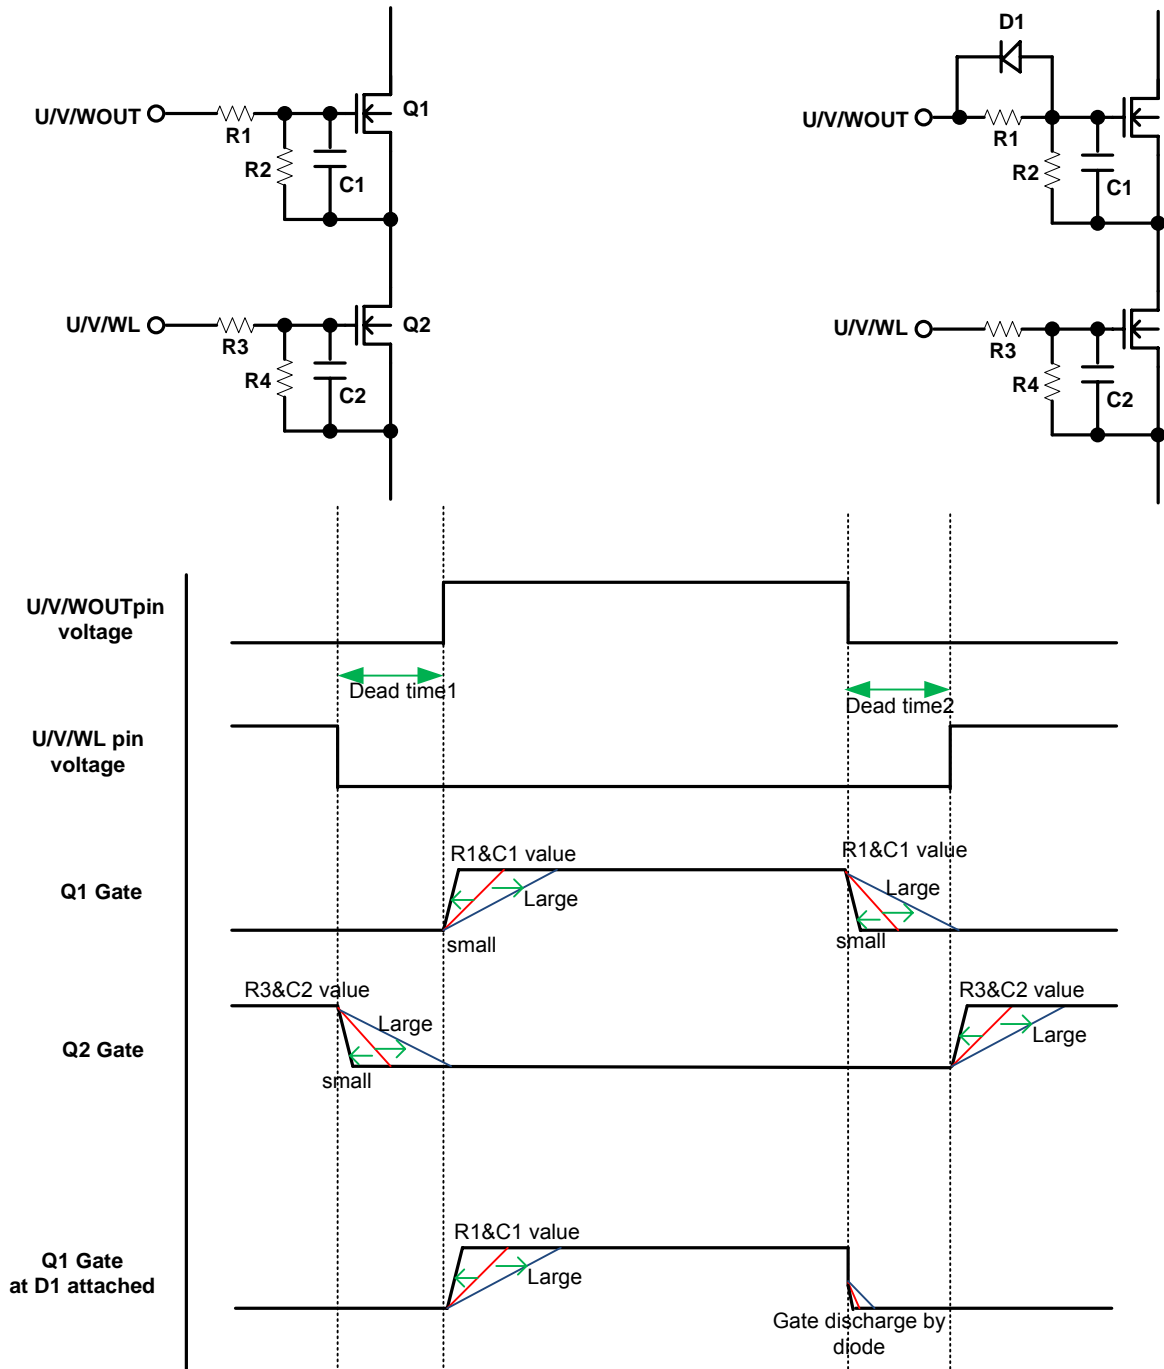 D1
U/V/WOUT
R1
Q1
R2
C1
U/V/WOUT
R1
R2
C1
U/V/WL
R3
Q2
R4
C2
U/V/WL
R3
R4
C2
U/V/WOUTpin
voltage
Dead time1
Dead time2
U/V/WL pin
voltage
R1&C1 value
R1&C1 value
Q1 Gate
Large
Large
small
small
R3&C2 value
R3&C2 value
Q2 Gate
Large
Large
small
R1&C1 value
Q1 Gate
at D1 attached
Large
Gate discharge by
diode